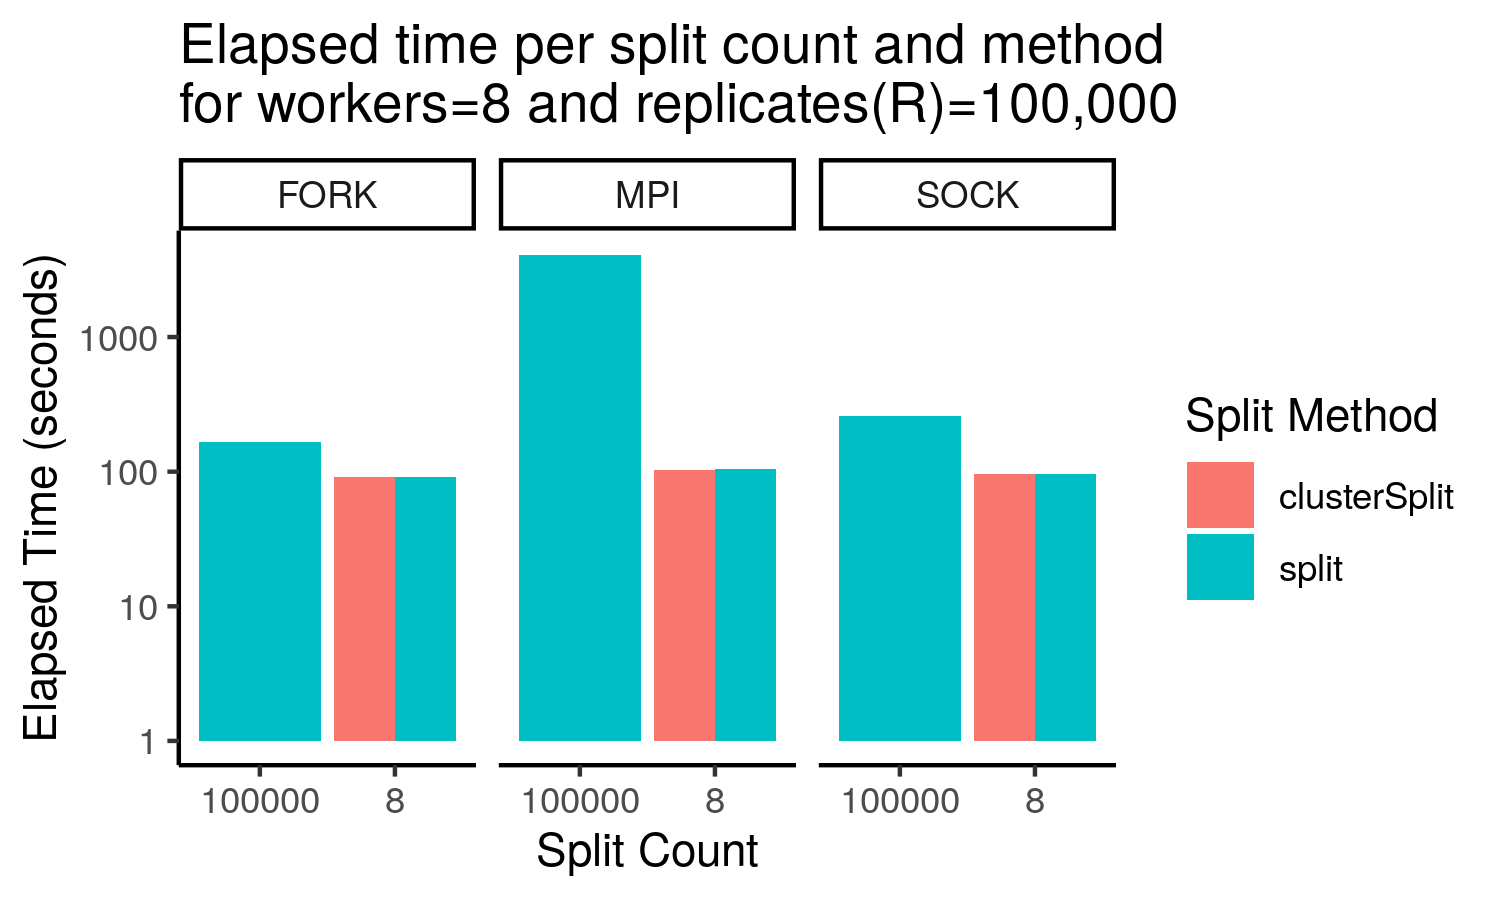 Elapsed time per split count and method
for workers=8 and replicates(R)=100,000
FORK
MPI
SOCK
Elapsed Time (seconds)
1000
100
10
1
100000 8
100000 8
100000 8
Split Count
Split Method
clusterSplit
split